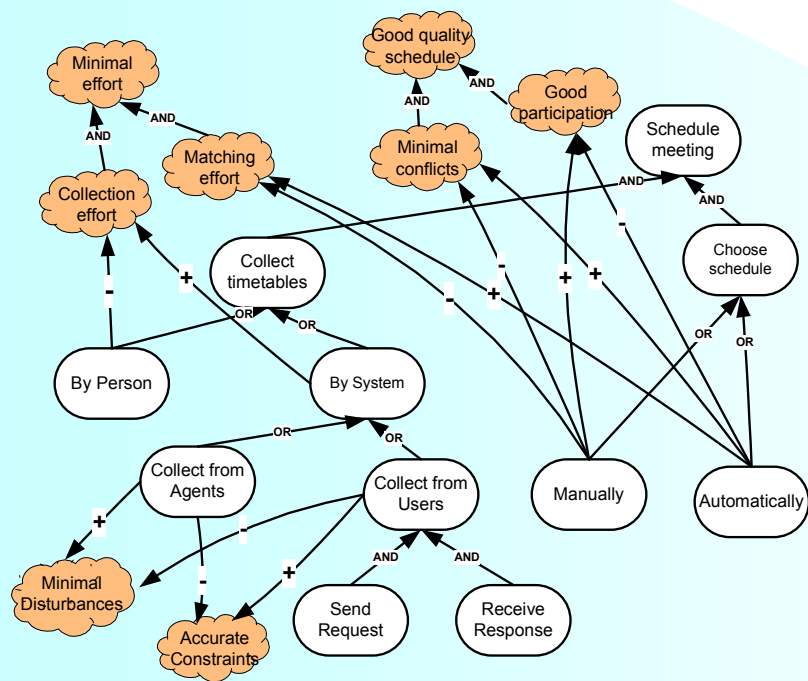 Good quality
schedule
Minimal
effort
AND
AND
Good
participation
AND
AND
Schedule
meeting
Matching
effort
Minimal
conflicts
AND
Collection
effort
AND
Collect
timetables
Choose
schedule
-
-
+
+
+
-
-
+
OR
OR
OR
OR
By Person
By System
OR
OR
Collect from
Agents
Collect from
Users
Manually
Automatically
+
-
-
+
AND
AND
Minimal
Disturbances
Send
Request
Receive
Response
Accurate
Constraints